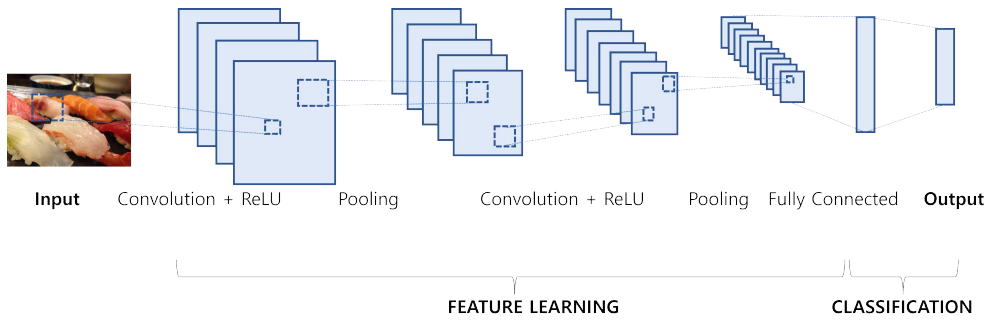 Input
Convolution + ReLU
Pooling
Convolution + ReLU
Pooling
Fully Connected
Output
FEATURE LEARNING
CLASSIFICATION